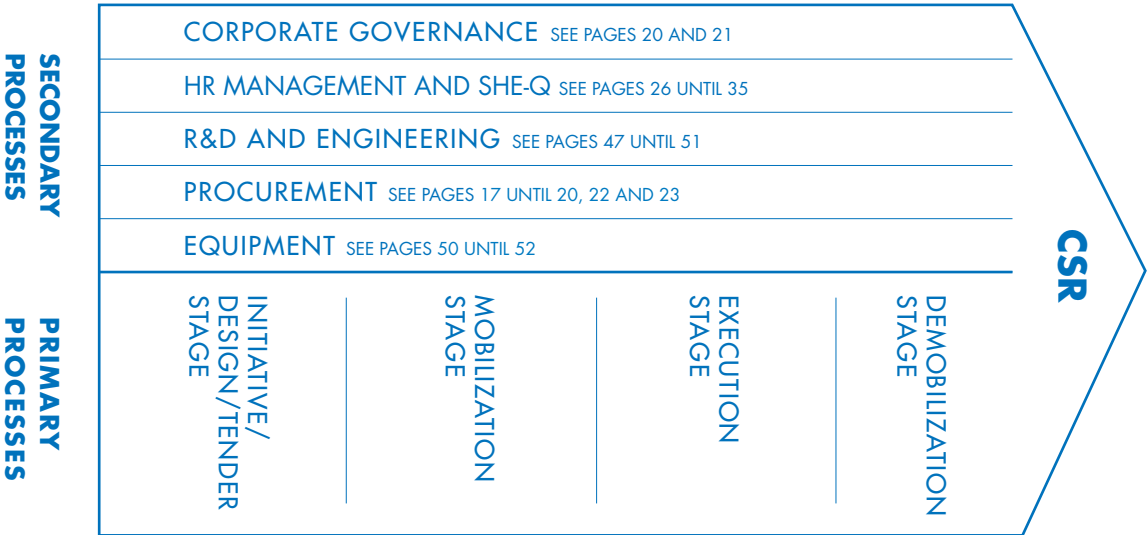 SECONDARY
PROCESSES
CORPORATE GOVERNANCE SEE PAGES 20 AND 21
HR MANAGEMENT AND SHE-Q SEE PAGES 26 UNTIL 35
R&D AND ENGINEERING SEE PAGES 47 UNTIL 51
PROCUREMENT SEE PAGES 17 UNTIL 20, 22 AND 23
EQUIPMENT SEE PAGES 50 UNTIL 52
PRIMARY
PROCESSES
INITIATIVE/
DESIGN/TENDER
STAGE
MOBILIZATION
STAGE
EXECUTION
STAGE
DEMOBILIZATION
STAGE
CSR